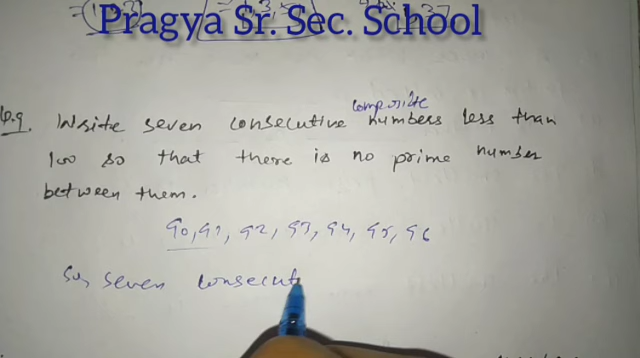 Pragya Sr. Sec. School
Q.9. Write seven consecutive composite numbers less than
100 so that there is no prime number
between them.
90, 91, 92, 93, 94, 95, 96
So, seven consecut